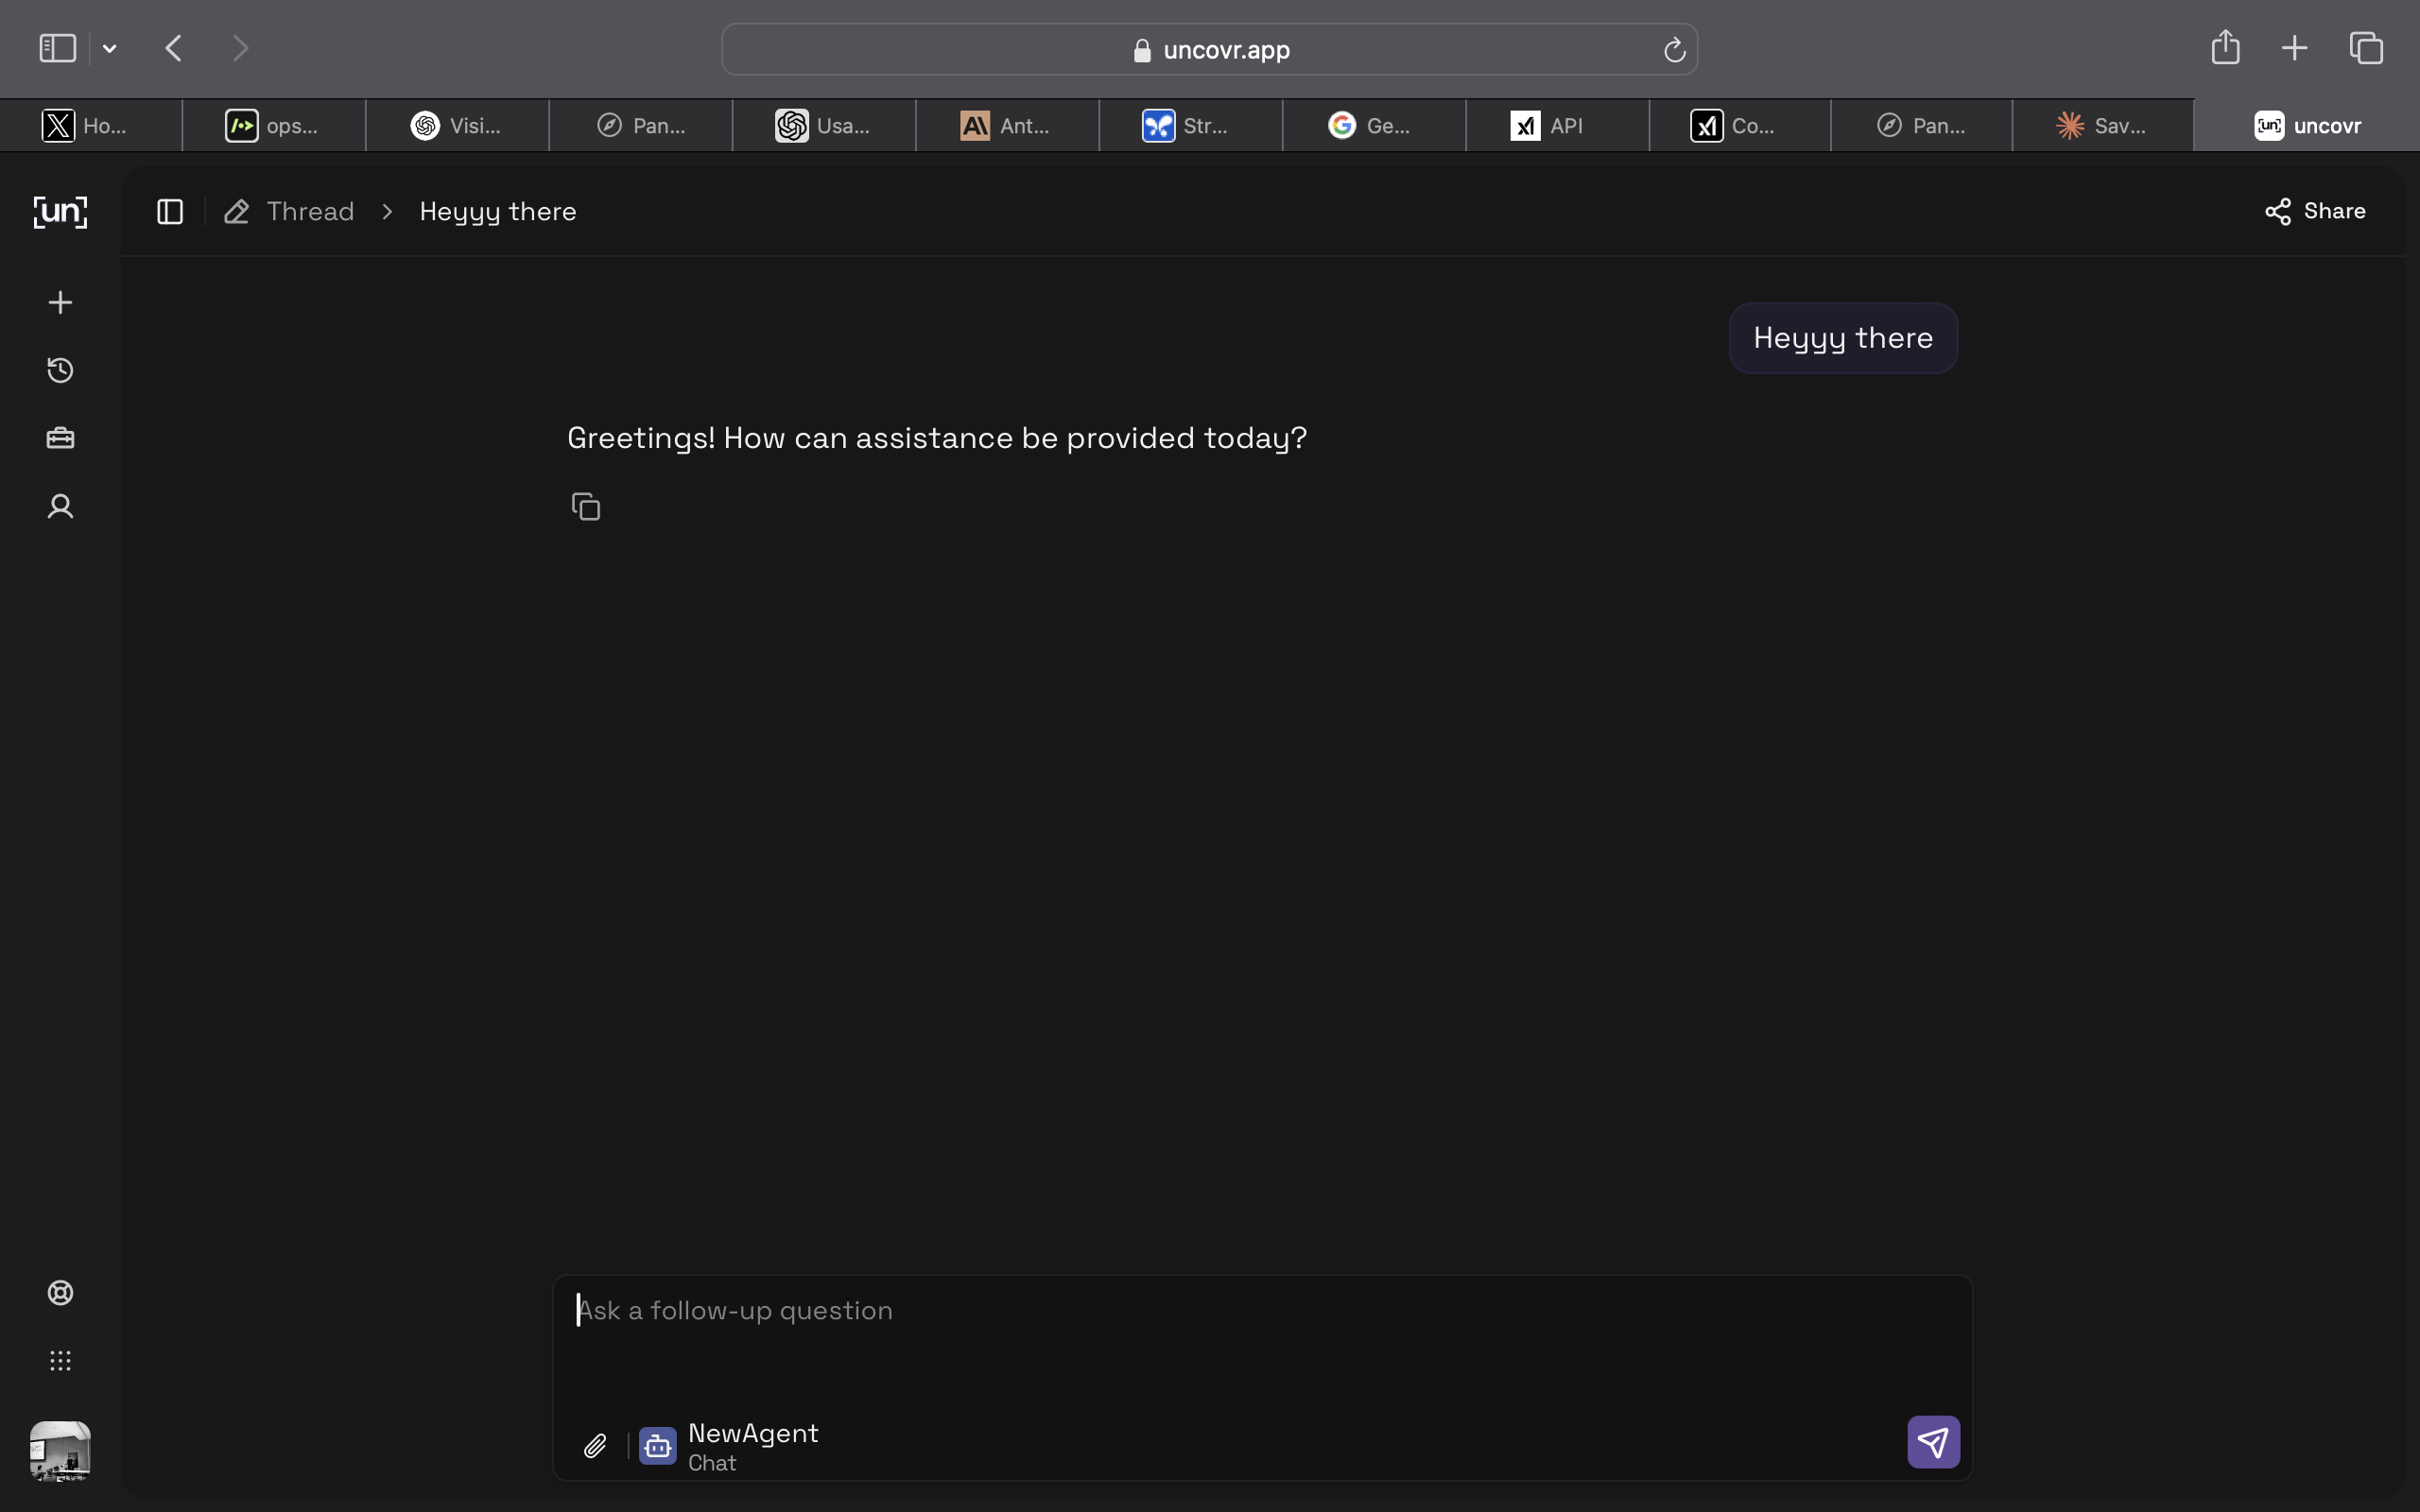 uncovr.app
Ho...
ops...
Visi...
Pan...
Usa...
Ant...
Str...
Ge...
API
Co...
Pan...
Sav...
uncovr
[un]
Thread > Heyyy there
Share
Heyyy there
Greetings! How can assistance be provided today?
Ask a follow-up question
NewAgent
Chat